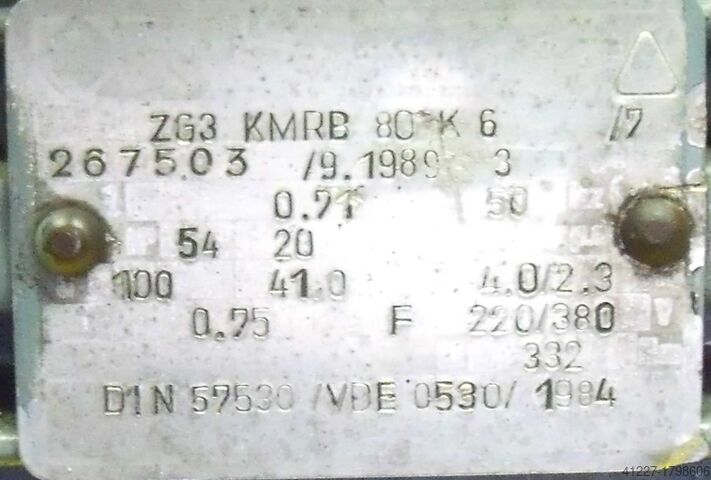 ZG3 KMRB 80 K 6 /7
267503 /9.1989 3
0.71 50
54 20
100 41.0 4.0/2.3
0.75 F 220/380 V
332
DIN 57530 /VDE 0530/ 1984
41227-1798606